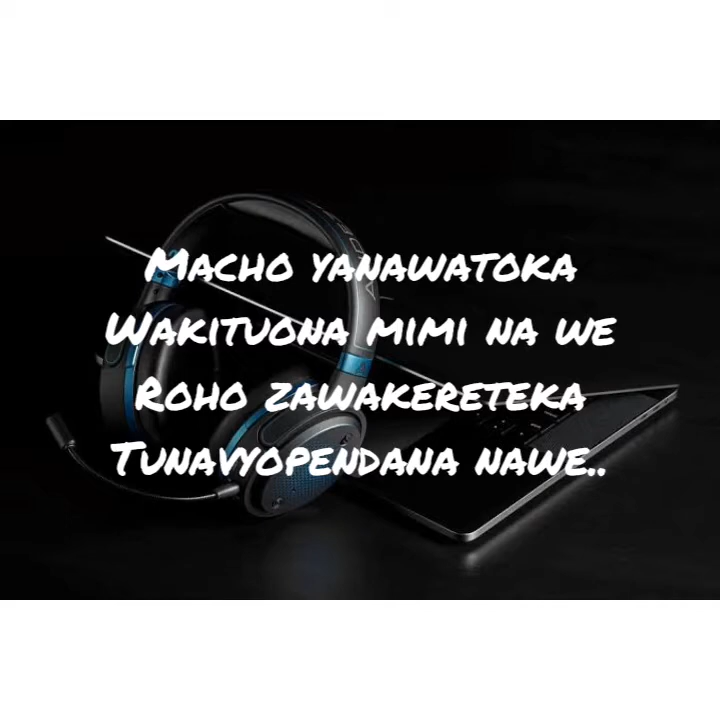 Macho yanawatoka
Wakituona mimi na we
Roho zawakereteka
Tunavyopendana nawe..